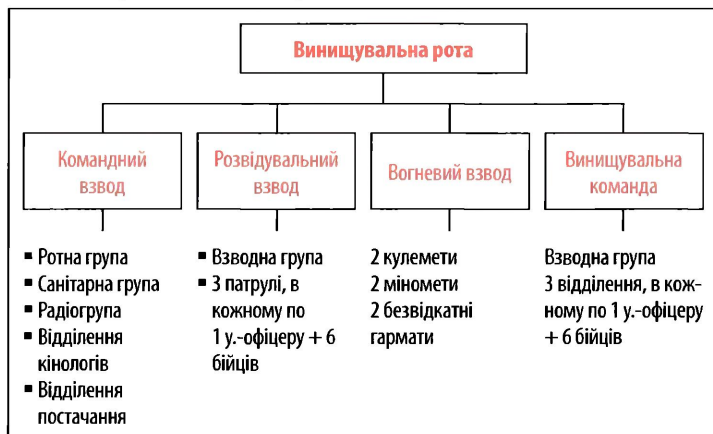 Винищувальна рота
Командний
взвод
Розвідувальний
взвод
Вогневий взвод
Винищувальна
команда
▪ Ротна група
▪ Санітарна група
▪ Радіогрупа
▪ Відділення
кінологів
▪ Відділення
постачання
▪ Взводна група
▪ 3 патрулі, в
кожному по
1 у.-офіцеру + 6
бійців
2 кулемети
2 міномети
2 безвідкатні
гармати
Взводна група
3 відділення, в кож-
ному по 1 у.-офіцеру
+ 6 бійців